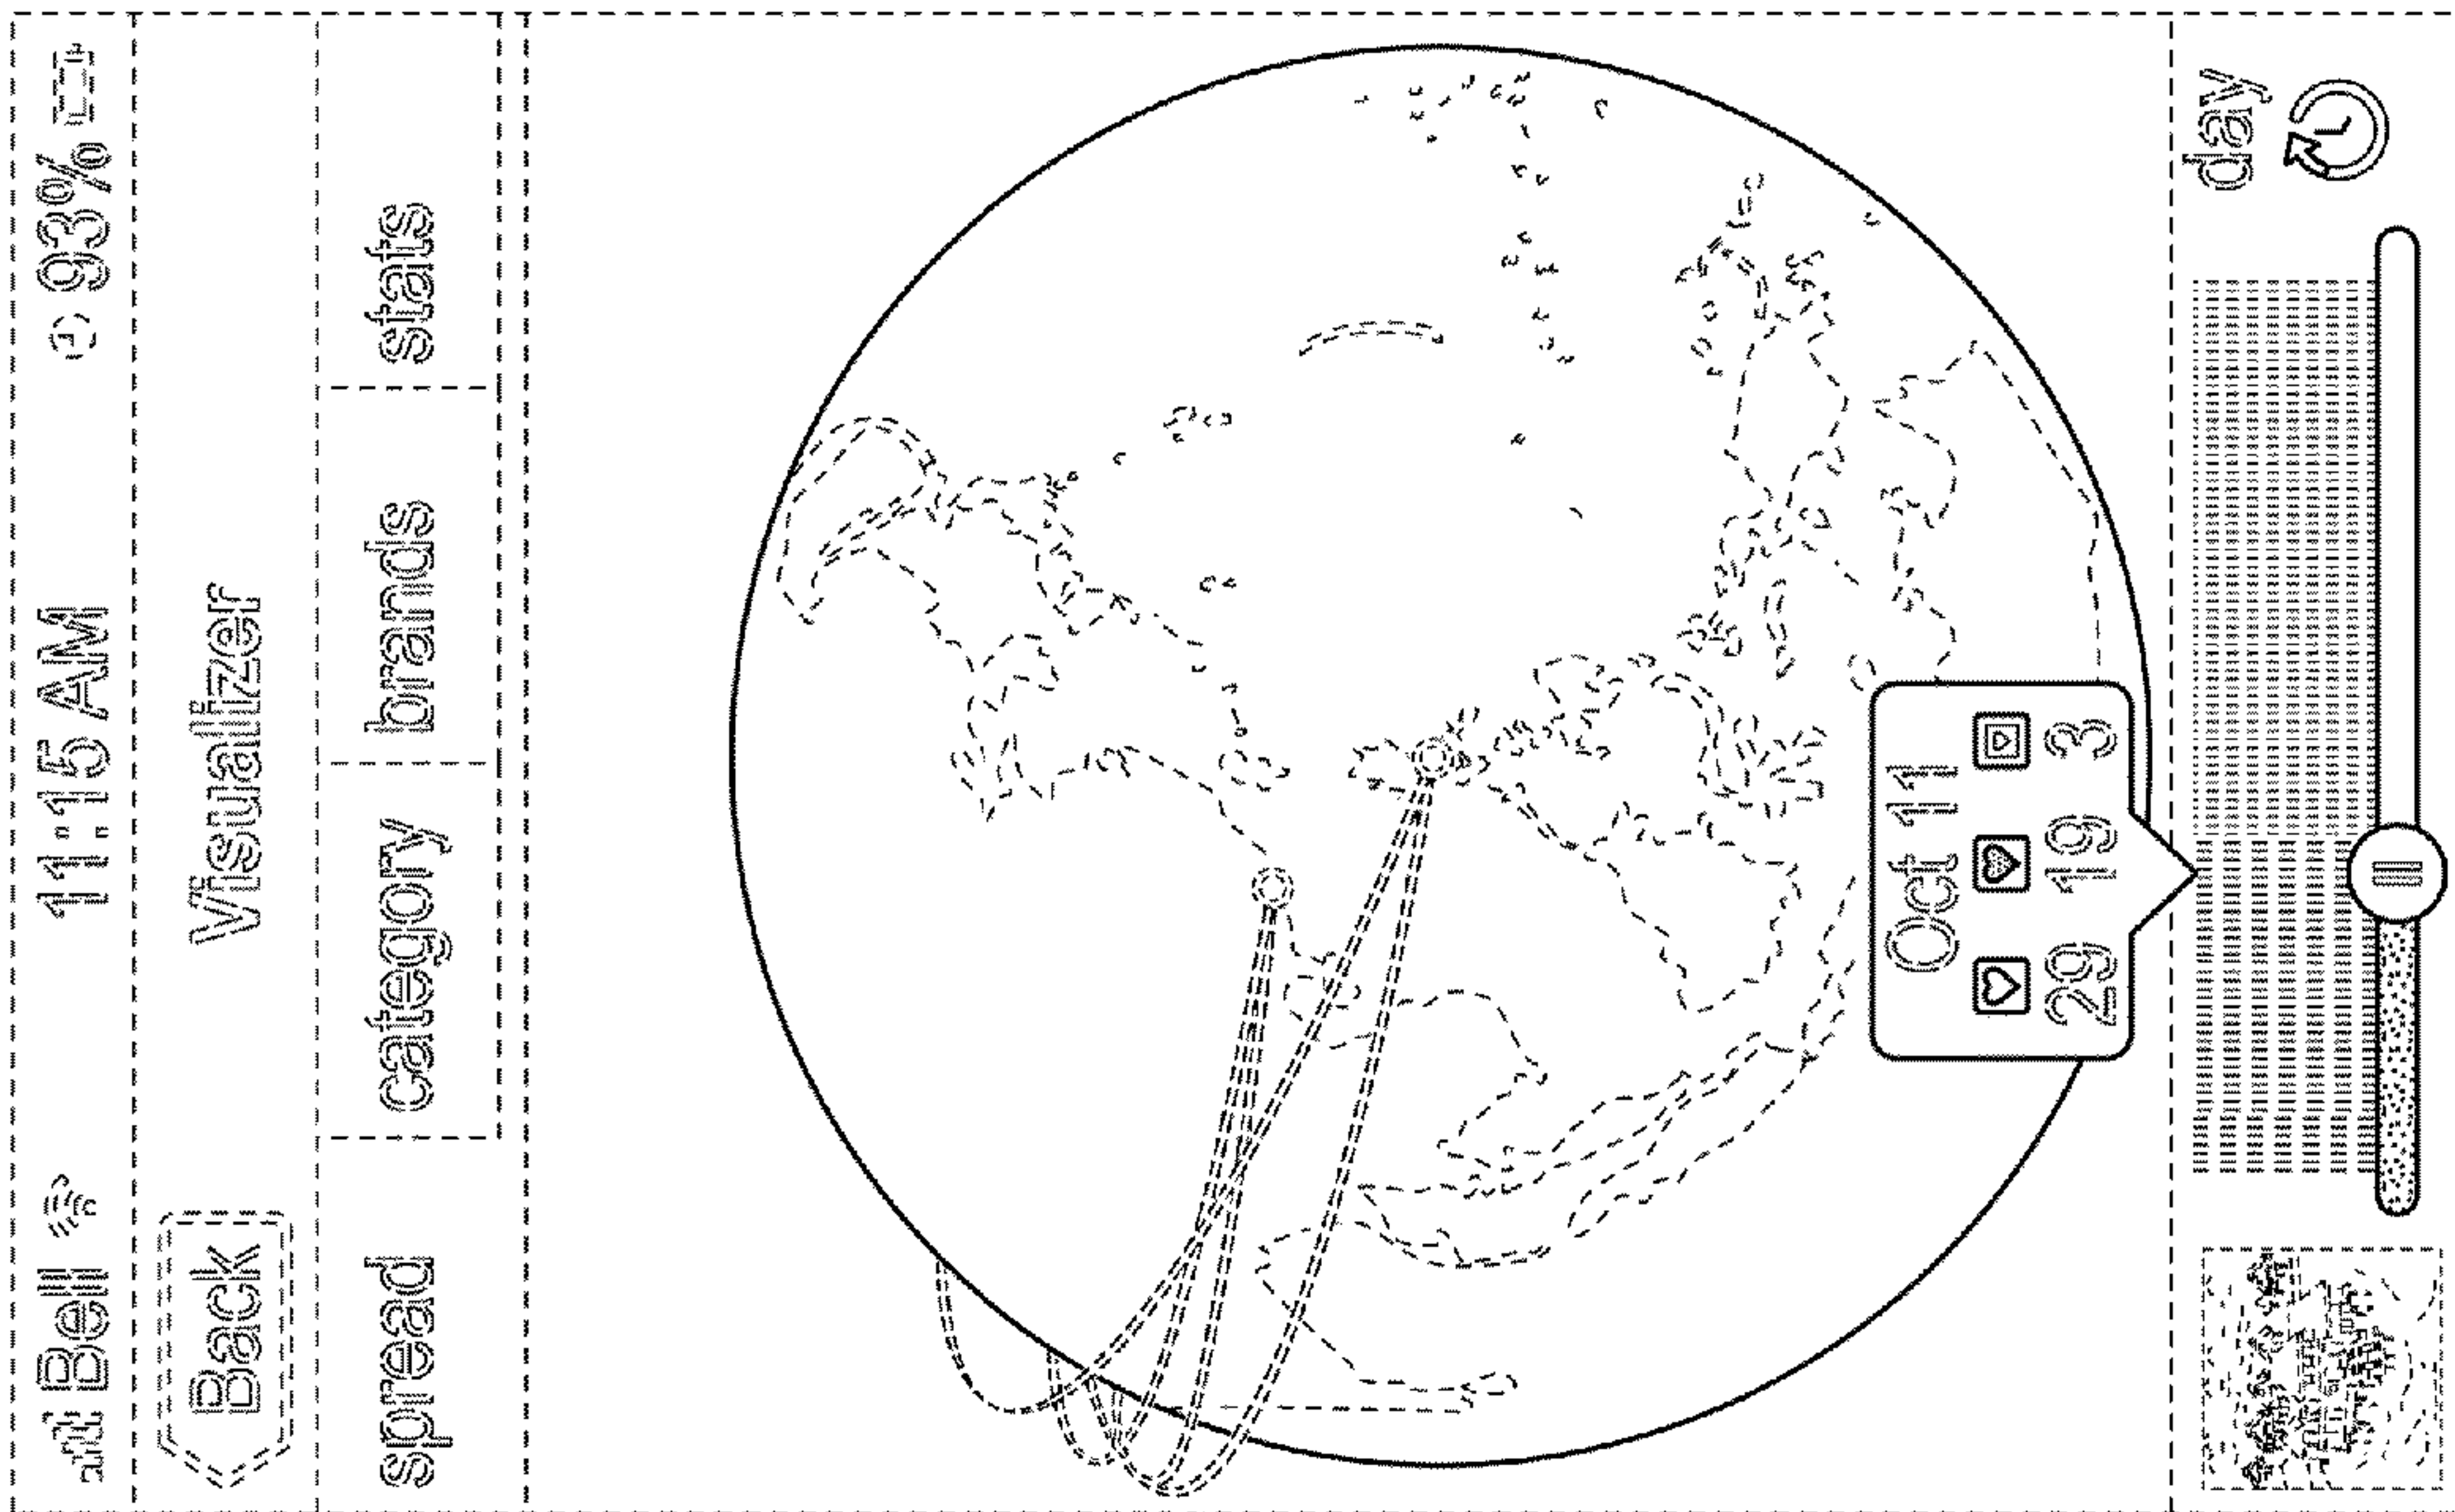 Bell 11:15 AM 93%
Back Visualizer
spread category brands stats
Oct 11
29 19 3
day